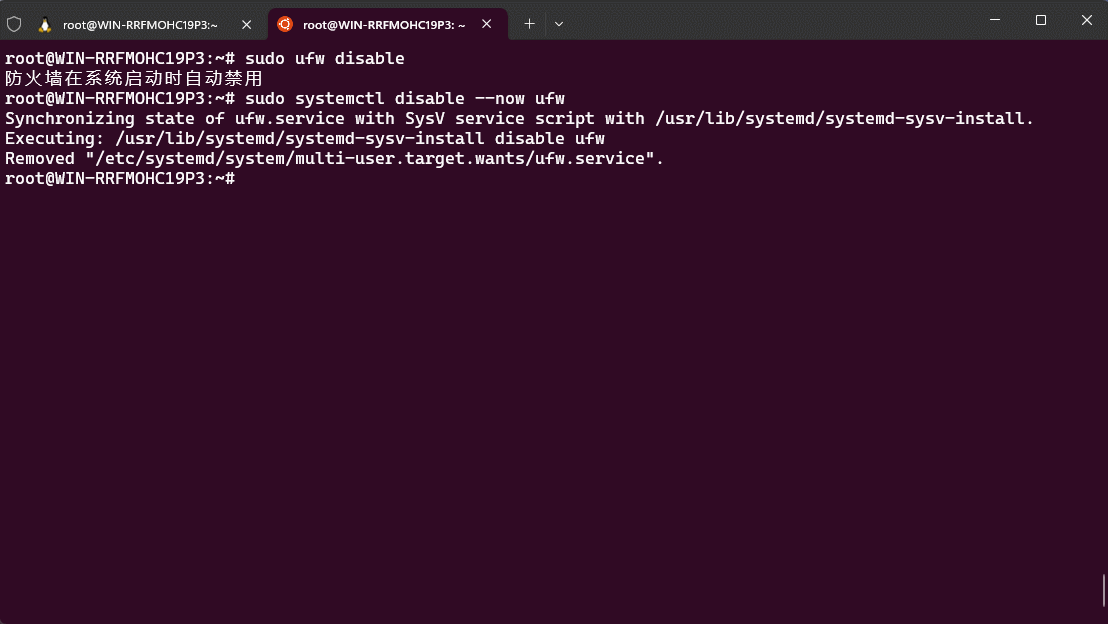 root@WIN-RRFMOHC19P3:~
root@WIN-RRFMOHC19P3: ~
root@WIN-RRFMOHC19P3:~# sudo ufw disable
防火墙在系统启动时自动禁用
root@WIN-RRFMOHC19P3:~# sudo systemctl disable --now ufw
Synchronizing state of ufw.service with SysV service script with /usr/lib/systemd/systemd-sysv-install.
Executing: /usr/lib/systemd/systemd-sysv-install disable ufw
Removed "/etc/systemd/system/multi-user.target.wants/ufw.service".
root@WIN-RRFMOHC19P3:~#